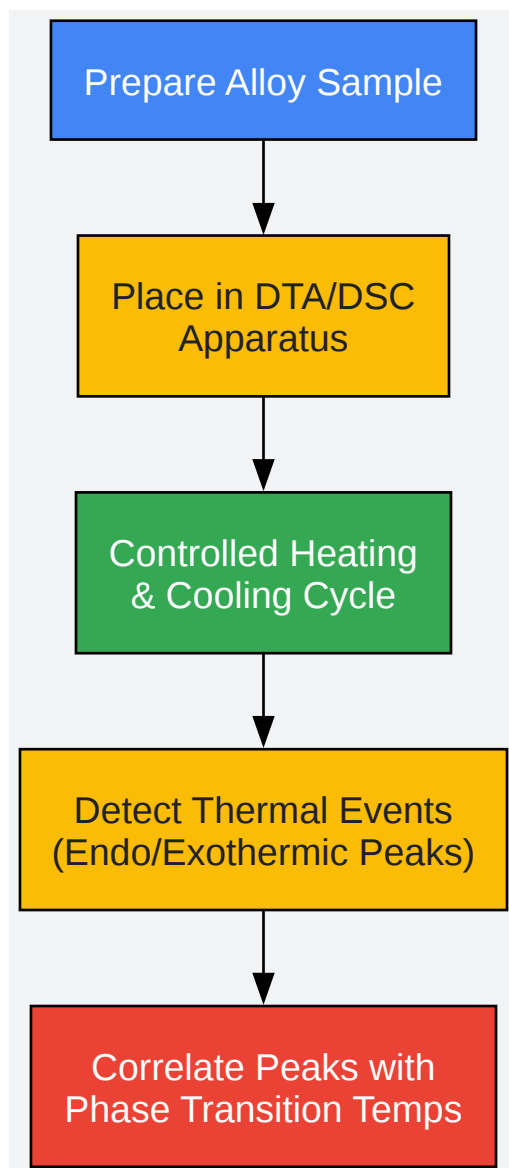 Prepare Alloy Sample
Place in DTA/DSC
Apparatus
Controlled Heating
& Cooling Cycle
Detect Thermal Events
(Endo/Exothermic Peaks)
Correlate Peaks with
Phase Transition Temps